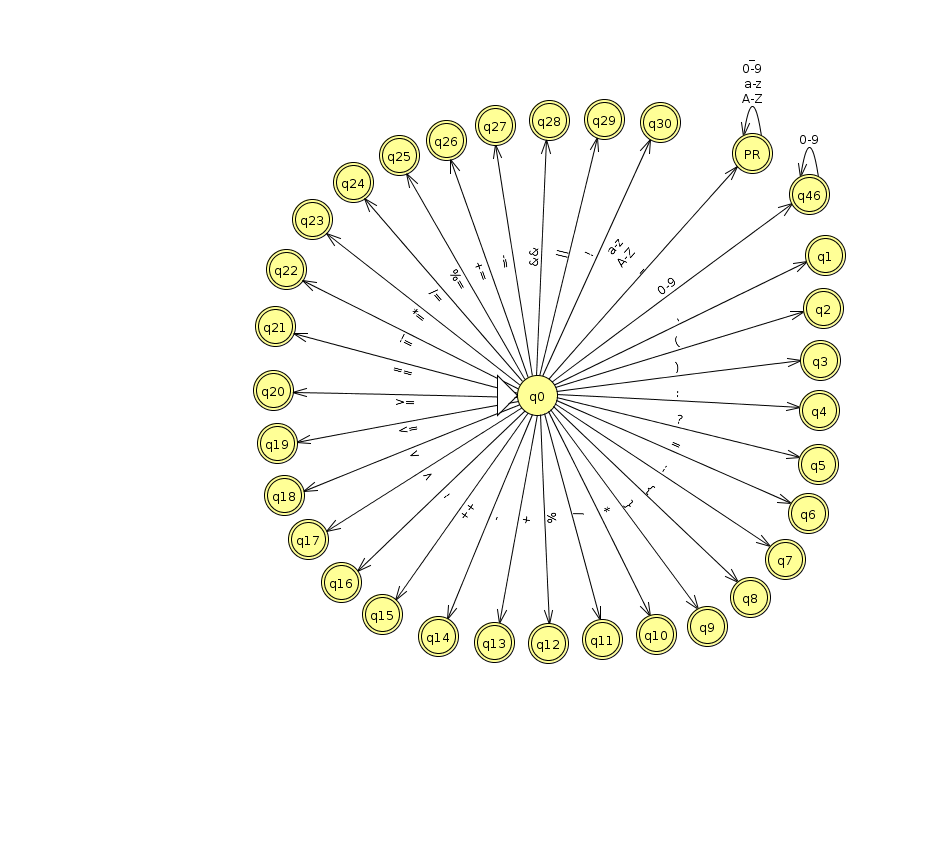 _
0-9
a-z
A-Z
PR
0-9
q46
q1
q2
q3
q4
q5
q6
q7
q8
q9
q10
q11
q12
q13
q14
q15
q16
q17
q18
q19
q20
q21
q22
q23
q24
q25
q26
q27
q28
q29
q30
q0
a-z
A-Z
0-9
(
)
:
?
=
;
{
}
*
/
%
+
-
++
<=
>=
==
!=
*=
/=
%=
+=
-=
&&
||
!